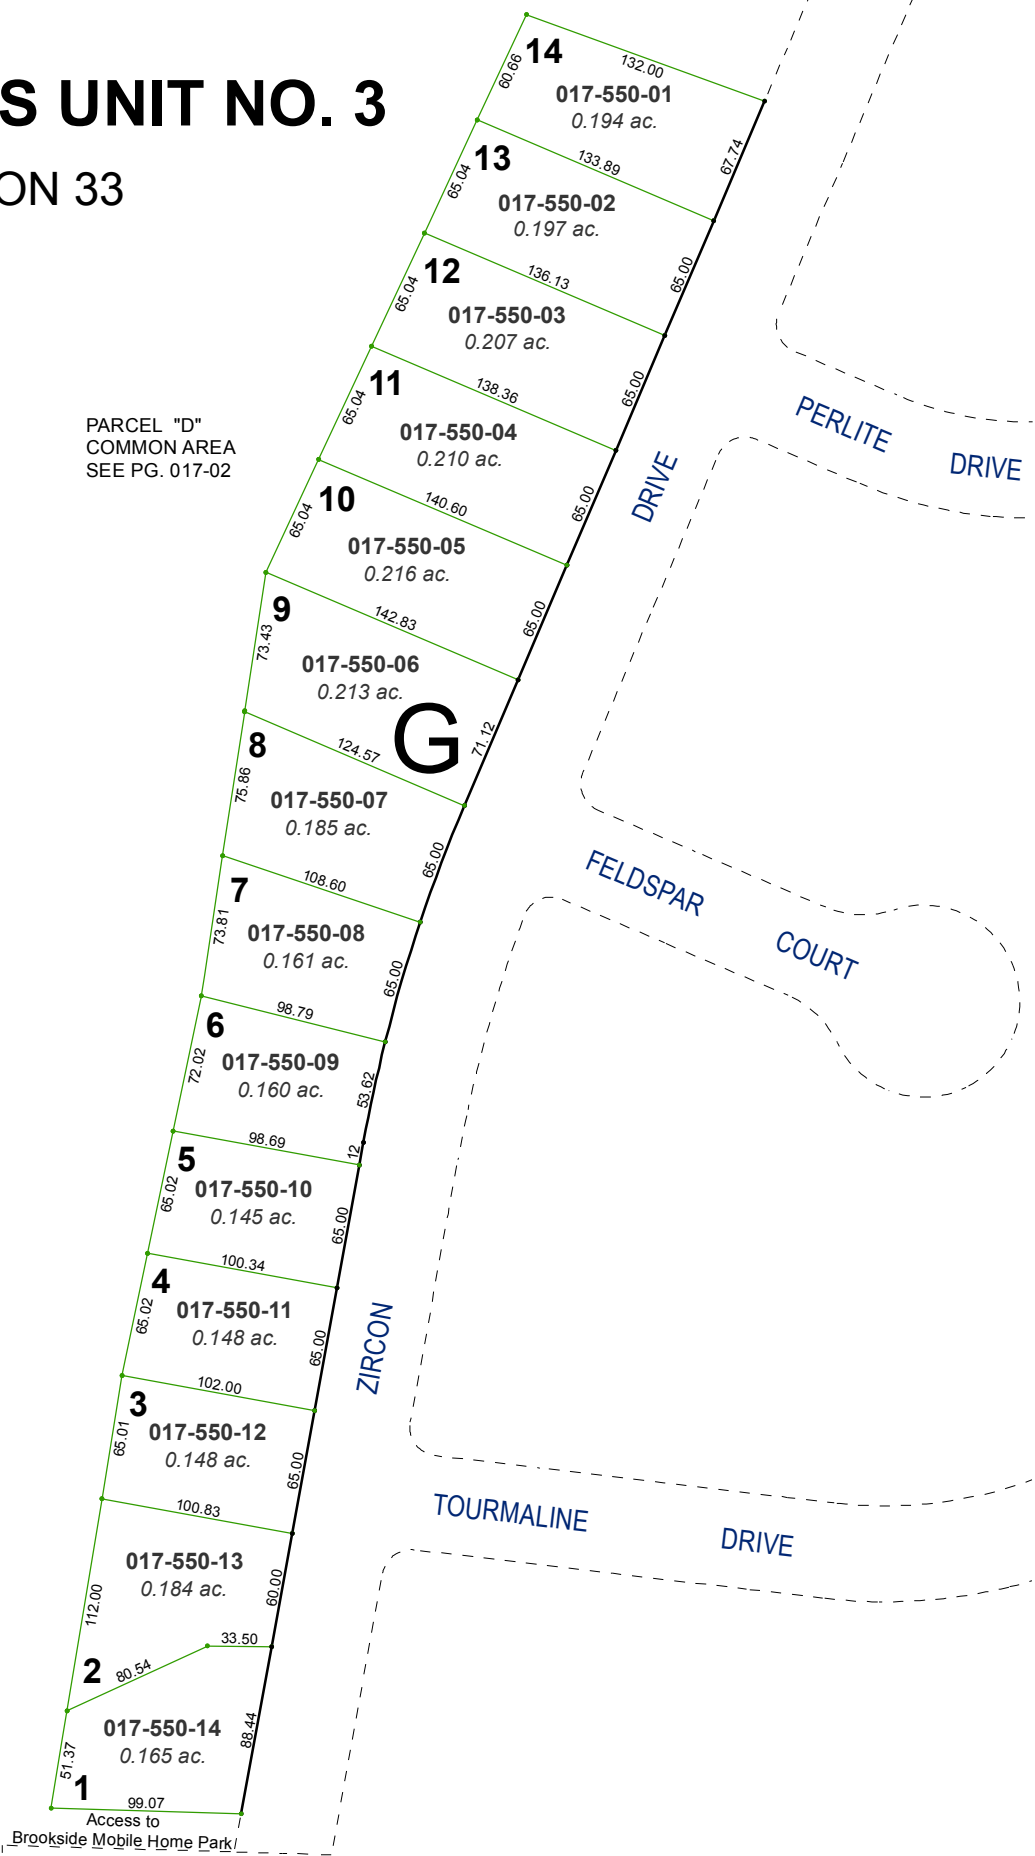 S UNIT NO. 3
ON 33
14
132.00
60.66
017-550-01
0.194 ac.
67.74
13
133.89
65.04
017-550-02
0.197 ac.
65.00
12
136.13
65.04
017-550-03
0.207 ac.
65.00
11
138.36
65.04
017-550-04
0.210 ac.
65.00
PARCEL "D"
COMMON AREA
SEE PG. 017-02
PERLITE DRIVE
10
140.60
65.04
017-550-05
0.216 ac.
65.00
DRIVE
9
142.83
73.43
017-550-06
0.213 ac.
G
71.12
8
124.57
75.86
017-550-07
0.185 ac.
65.00
FELDSPAR COURT
7
108.60
73.81
017-550-08
0.161 ac.
65.00
6
98.79
72.02
017-550-09
0.160 ac.
53.62
5
98.69
12
65.02
017-550-10
0.145 ac.
65.00
4
100.34
65.02
017-550-11
0.148 ac.
65.00
ZIRCON
3
102.00
65.01
017-550-12
0.148 ac.
65.00
100.83
TOURMALINE DRIVE
017-550-13
0.184 ac.
112.00
60.00
33.50
2
80.54
017-550-14
0.165 ac.
88.44
51.37
1
99.07
Access to
Brookside Mobile Home Park